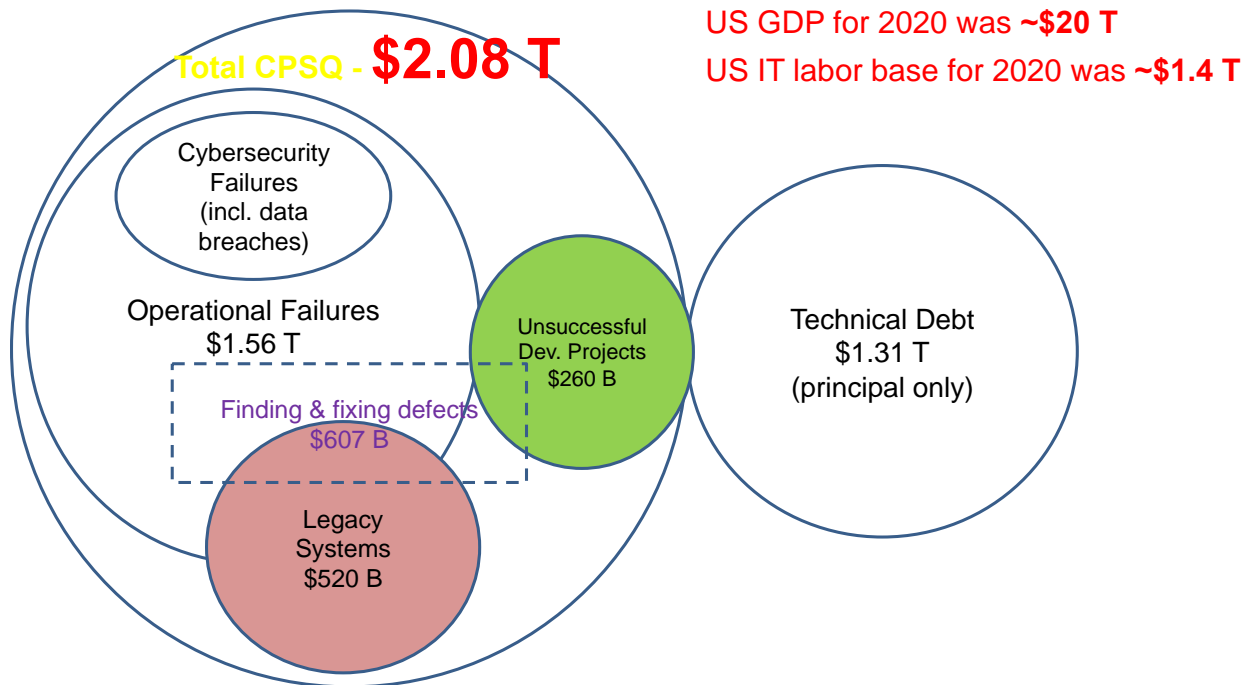 US GDP for 2020 was ~$20 T
Total CPSQ - $2.08 T
US IT labor base for 2020 was ~$1.4 T
Cybersecurity
Failures
(incl. data
breaches)
Operational Failures
$1.56 T
Unsuccessful
Dev. Projects
$260 B
Technical Debt
$1.31 T
(principal only)
Finding & fixing defects
$607 B
Legacy
Systems
$520 B